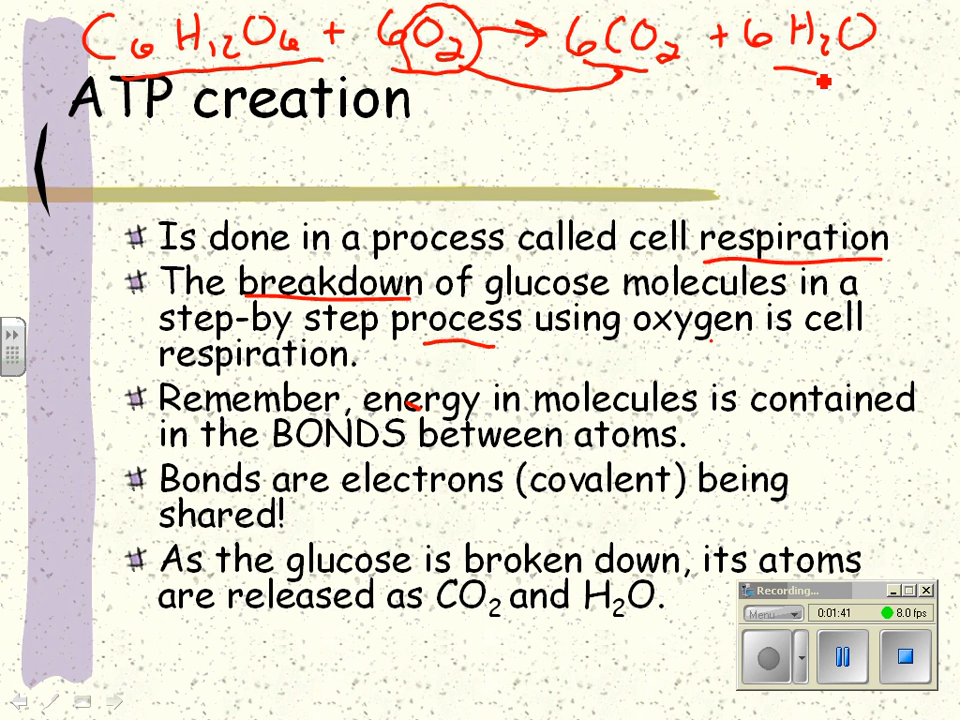 C6H12O6 + 6O2 → 6CO2 + 6H2O
ATP creation
Is done in a process called cell respiration
The breakdown of glucose molecules in a
step-by step process using oxygen is cell
respiration.
Remember, energy in molecules is contained
in the BONDS between atoms.
Bonds are electrons (covalent) being
shared!
As the glucose is broken down, its atoms
are released as CO2 and H2O.
Recording...
Menu 0:01:41 8.0 fps